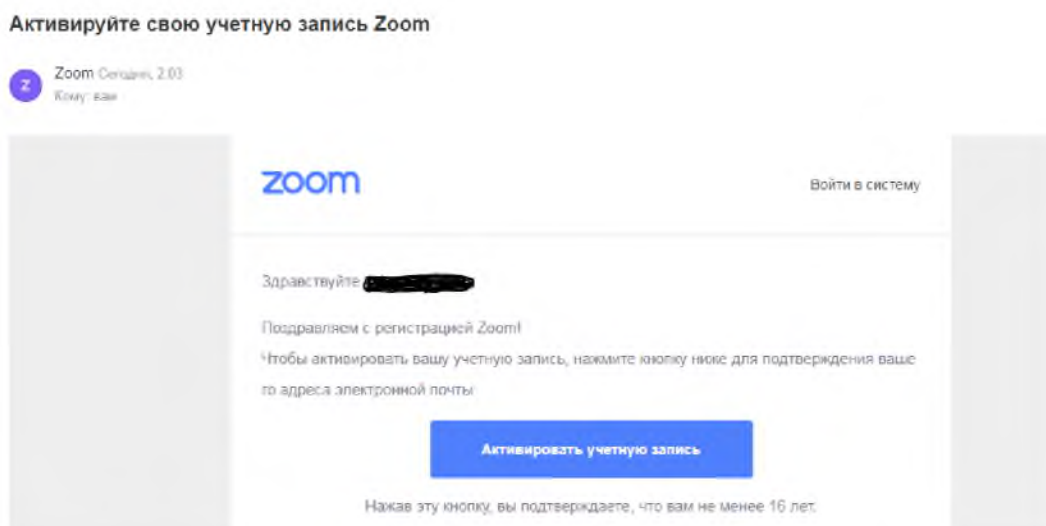 Активируйте свою учетную запись Zoom
Z
Zoom Сегодня, 2:03
Кому: вам
zoom
Войти в систему
Здравствуйте
Поздравляем с регистрацией Zoom!
Чтобы активировать вашу учетную запись, нажмите кнопку ниже для подтверждения ваше
го адреса электронной почты
Активировать учетную запись
Нажав эту кнопку, вы подтверждаете, что вам не менее 16 лет.